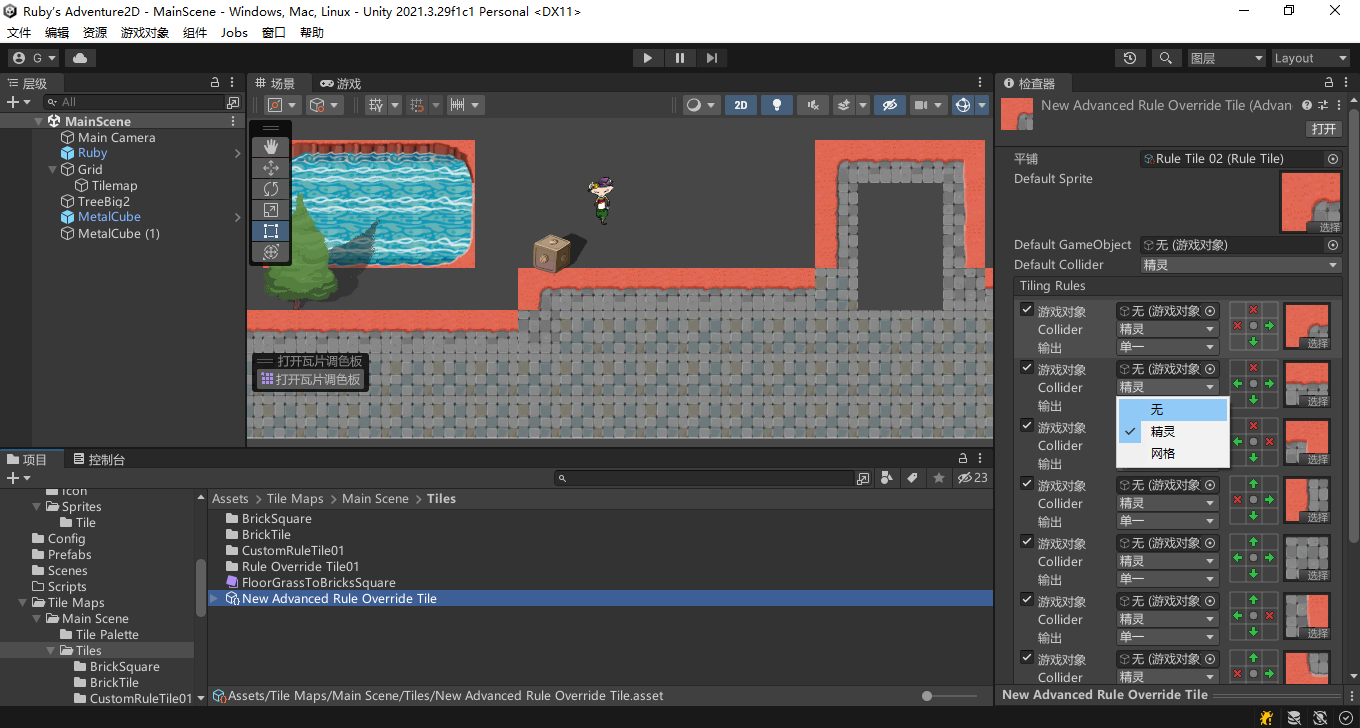 Ruby's Adventure2D - MainScene - Windows, Mac, Linux - Unity 2021.3.29f1c1 Personal <DX11>
文件 编辑 资源 游戏对象 组件 Jobs 窗口 帮助
G
图层 Layout
层级
All
MainScene
Main Camera
Ruby
Grid
Tilemap
TreeBig2
MetalCube
MetalCube (1)
场景 游戏
2D
打开瓦片调色板
打开瓦片调色板
检查器
New Advanced Rule Override Tile (Advan
打开
平铺 Rule Tile 02 (Rule Tile)
Default Sprite
选择
Default GameObject 无 (游戏对象)
Default Collider 精灵
Tiling Rules
游戏对象 无 (游戏对象
Collider 精灵
输出 单一
选择
游戏对象 无 (游戏对象
Collider 精灵
输出
选择
无
精灵
网格
游戏对象
Collider
输出
选择
游戏对象 无 (游戏对象
Collider 精灵
输出 单一
选择
游戏对象 无 (游戏对象
Collider 精灵
输出 单一
选择
游戏对象 无 (游戏对象
Collider 精灵
输出 单一
选择
游戏对象 无 (游戏对象
Collider 精灵
New Advanced Rule Override Tile
项目 控制台
23
Icon
Sprites
Tile
Config
Prefabs
Scenes
Scripts
Tile Maps
Main Scene
Tile Palette
Tiles
BrickSquare
BrickTile
CustomRuleTile01
Assets > Tile Maps > Main Scene > Tiles
BrickSquare
BrickTile
CustomRuleTile01
Rule Override Tile01
FloorGrassToBricksSquare
New Advanced Rule Override Tile
Assets/Tile Maps/Main Scene/Tiles/New Advanced Rule Override Tile.asset